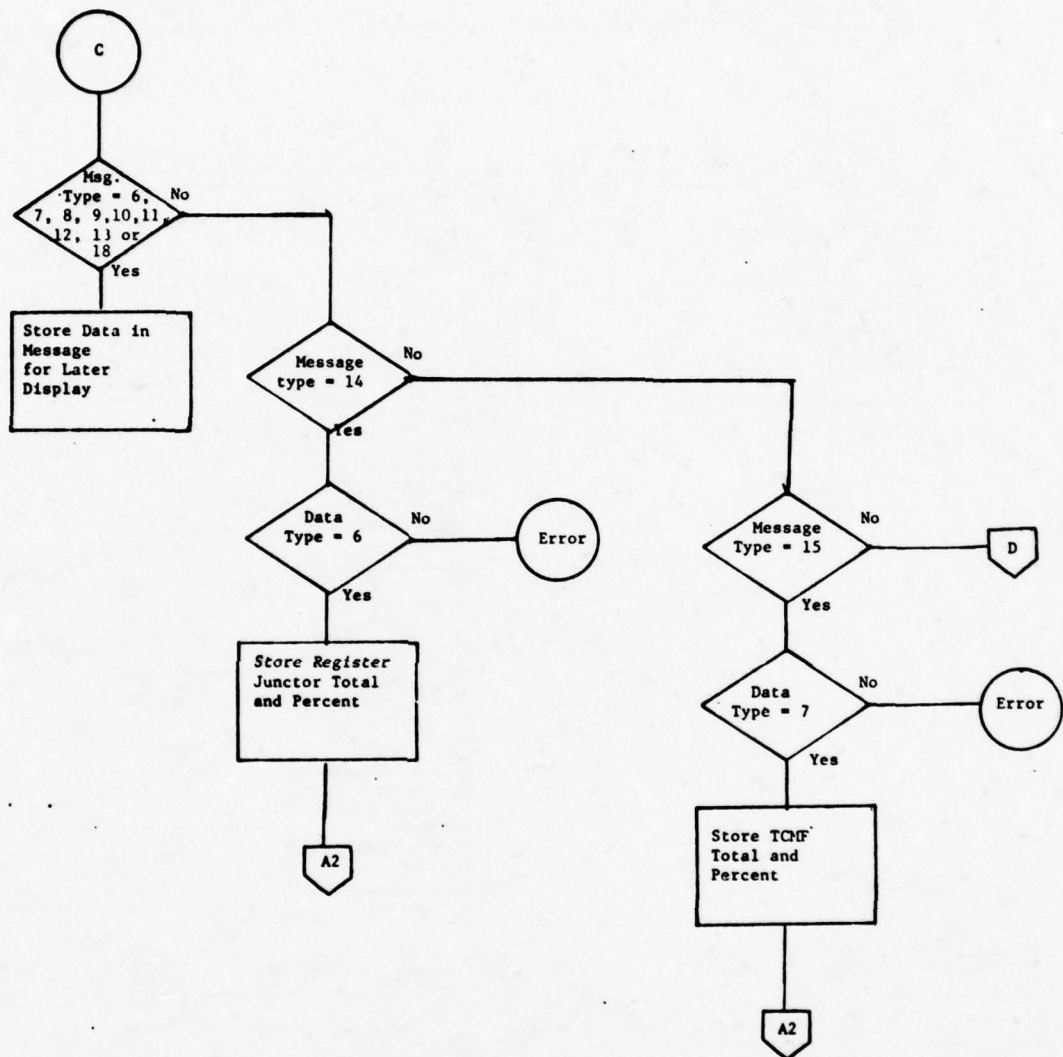 C
Msg.
Type = 6,
7, 8, 9,10,11,
12, 13 or
18
No
Yes
Store Data in
Message
for Later
Display
Message
type = 14
No
Yes
Data
Type = 6
No
Error
Yes
Store Register
Junctor Total
and Percent
A2
Message
Type = 15
No
D
Yes
Data
Type = 7
No
Error
Yes
Store TCMF
Total and
Percent
A2